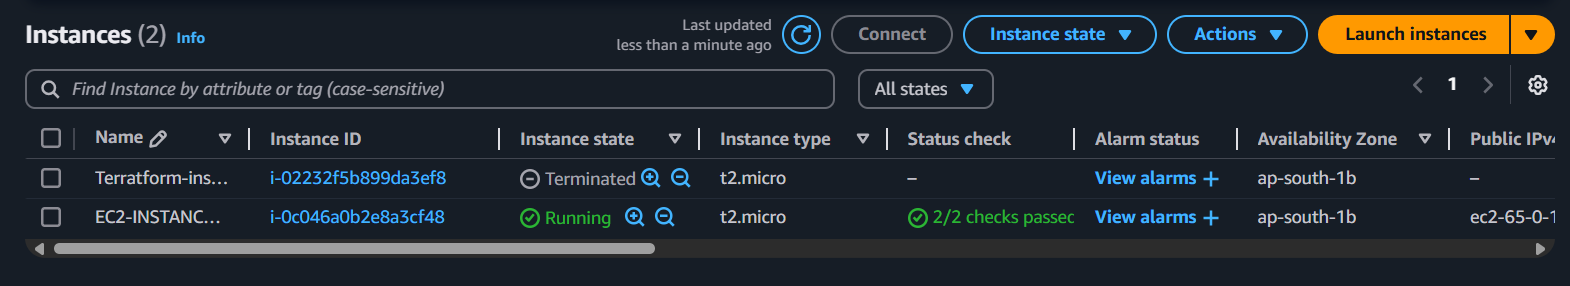 Instances (2) Info
Last updated
less than a minute ago
Connect
Instance state
Actions
Launch instances
Find Instance by attribute or tag (case-sensitive)
All states
1
Name Instance ID Instance state Instance type Status check Alarm status Availability Zone Public IPv4
Terratform-ins... i-02232f5b899da3ef8 Terminated t2.micro – View alarms + ap-south-1b –
EC2-INSTANC... i-0c046a0b2e8a3cf48 Running t2.micro 2/2 checks passec View alarms + ap-south-1b ec2-65-0-1